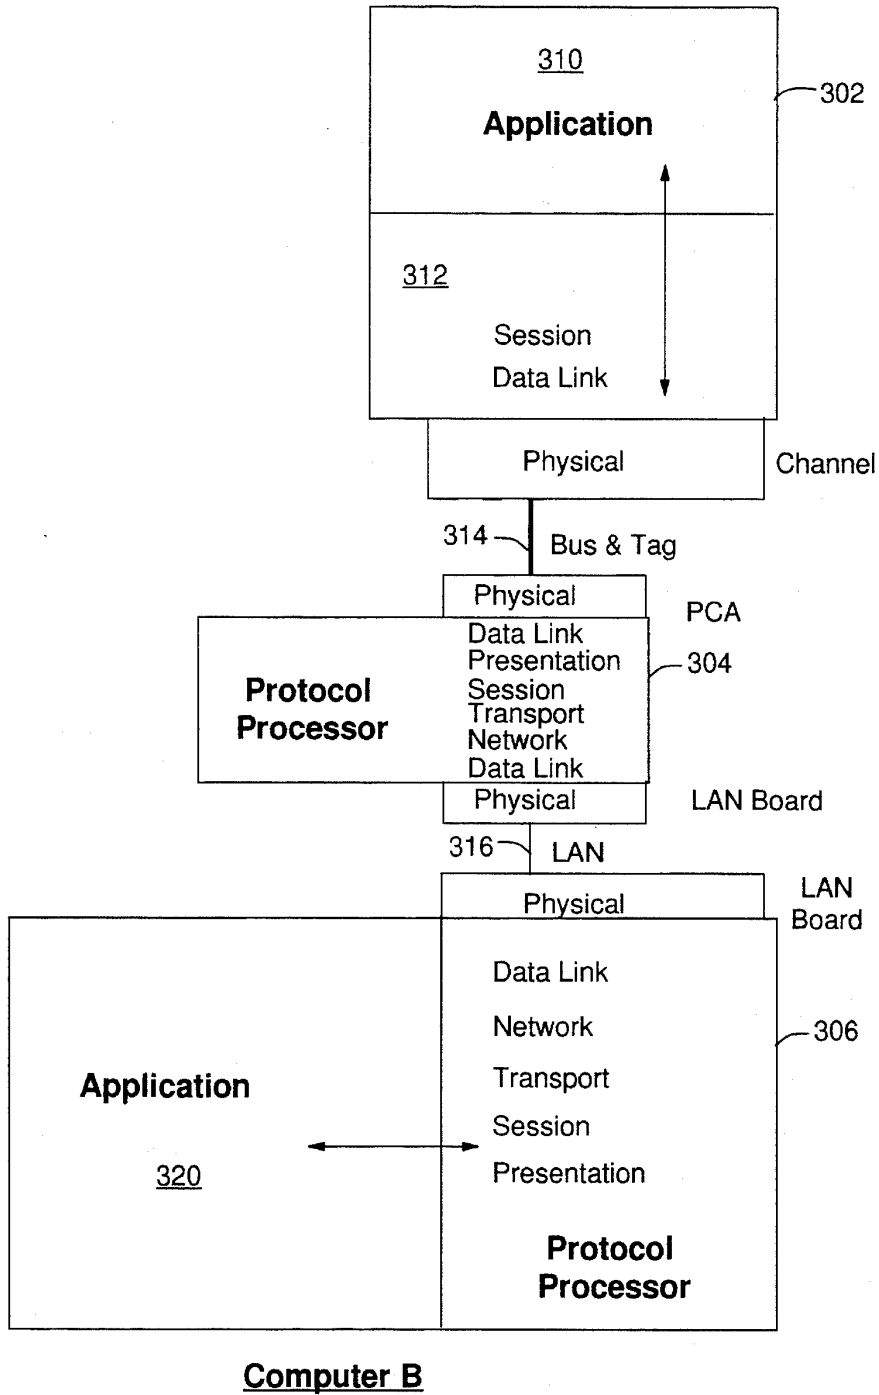 310
302
Application
312
Session
Data Link
Physical
Channel
314
Bus & Tag
Physical
PCA
Data Link
Presentation
304
Protocol
Processor
Session
Transport
Network
Data Link
Physical
LAN Board
316
LAN
Physical
LAN
Board
Data Link
Network
306
Transport
Application
Session
320
Presentation
Protocol
Processor
Computer B